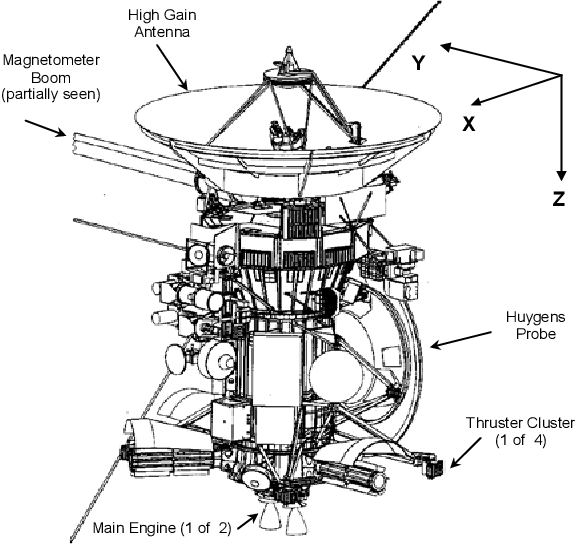 High Gain
Antenna
Magnetometer
Boom
(partially seen)
Y
X
Z
Huygens
Probe
Thruster Cluster
(1 of 4)
Main Engine (1 of 2)